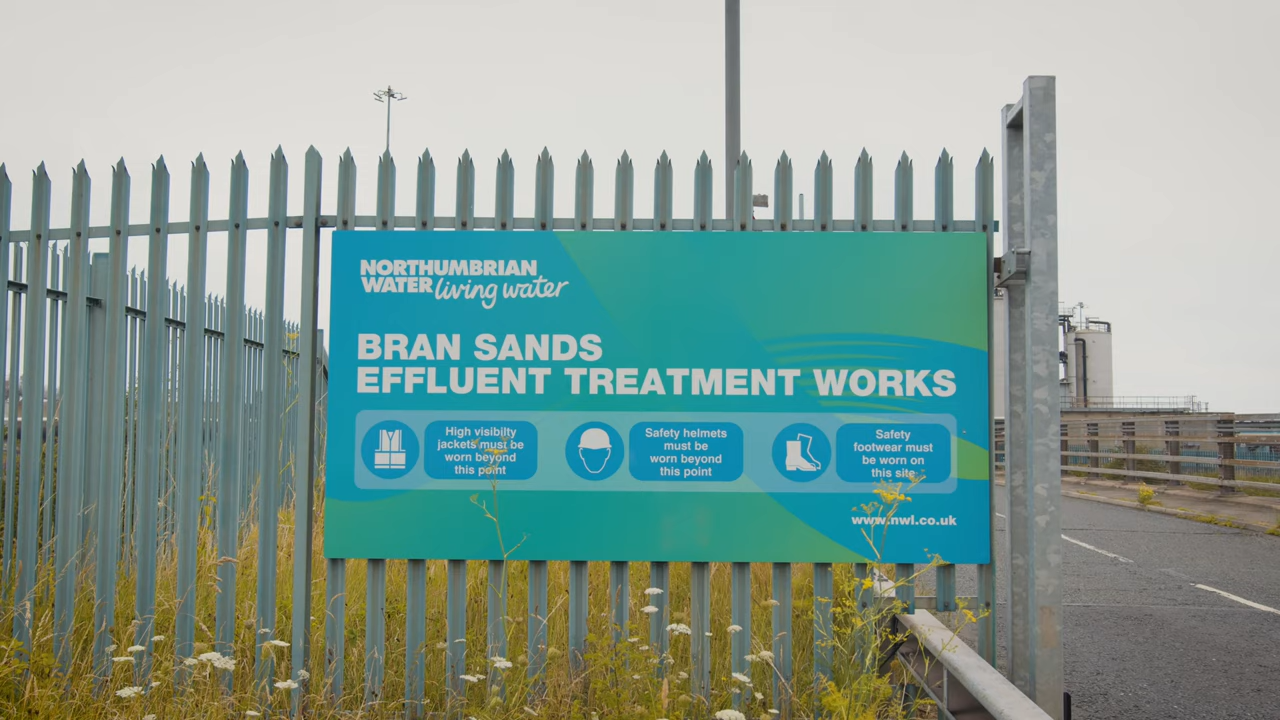 NORTHUMBRIAN
WATER living water
BRAN SANDS
EFFLUENT TREATMENT WORKS
High visibilty
jackets must be
worn beyond
this point
Safety helmets
must be
worn beyond
this point
Safety
footwear must
be worn on
this site
www.nwl.co.uk